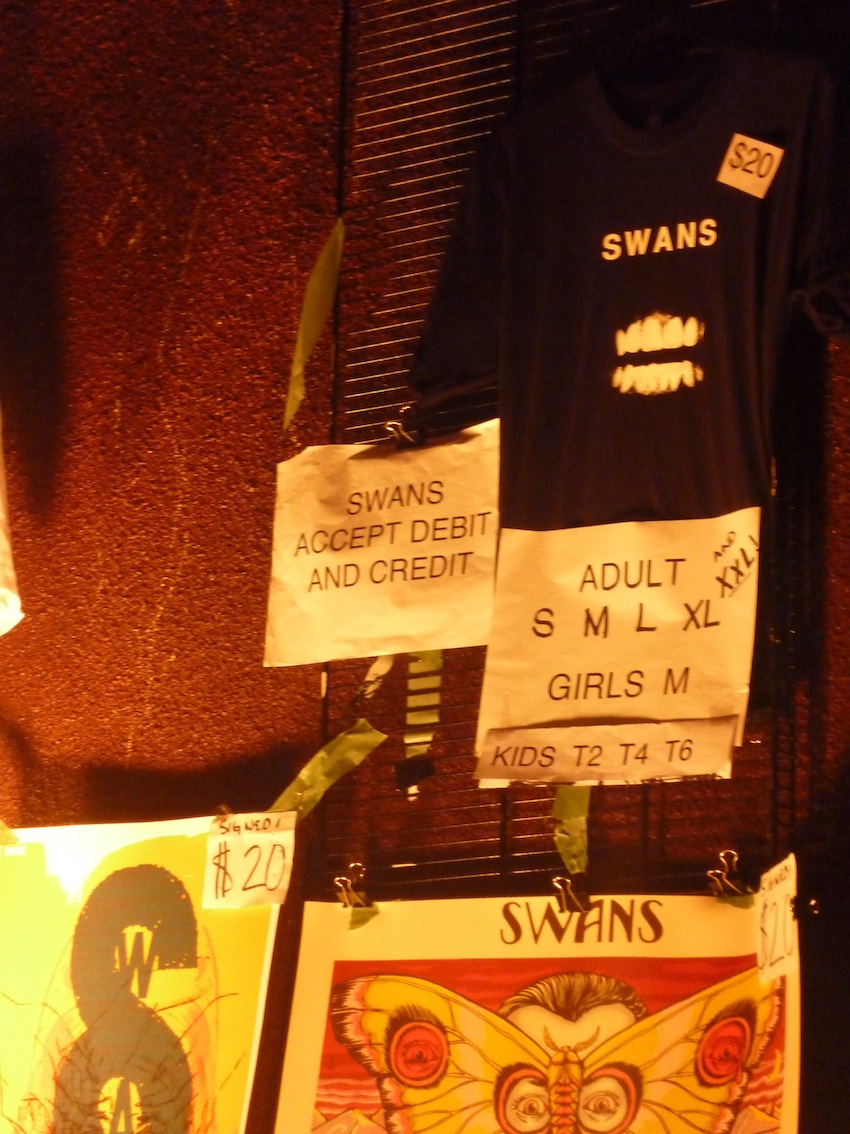 $20
SWANS
SWANS
ACCEPT DEBIT
AND CREDIT
ADULT
AND
XXL
S M L XL
GIRLS M
KIDS T2 T4 T6
SIGNED!
$20
SWANS
SIGNED!
$20
S
W
A